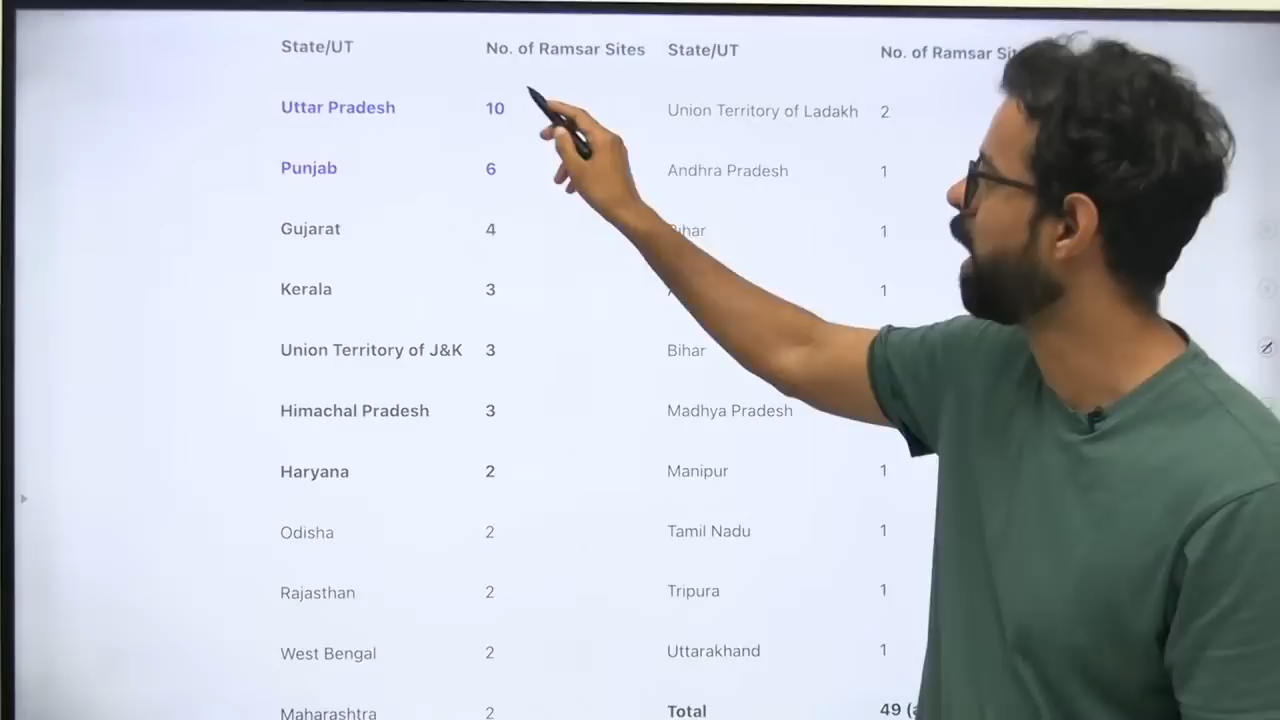 State/UT No. of Ramsar Sites State/UT No. of Ramsar
Uttar Pradesh 10 Union Territory of Ladakh 2
Punjab 6 Andhra Pradesh 1
Gujarat 4 1
Kerala 3 1
Union Territory of J&K 3 Bihar
Himachal Pradesh 3 Madhya Pradesh
Haryana 2 Manipur 1
Odisha 2 Tamil Nadu 1
Rajasthan 2 Tripura 1
West Bengal 2 Uttarakhand 1
Maharashtra 2 Total 49